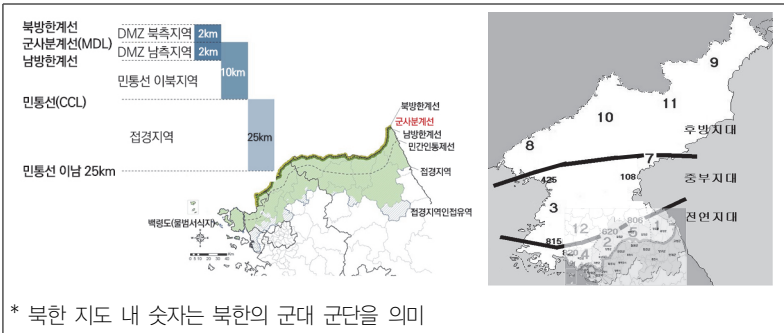 북방한계선
DMZ 북측지역 2km
군사분계선(MDL)
DMZ 남측지역 2km
남방한계선
10km
민통선 이북지역
민통선(CCL)
접경지역 25km
민통선 이남 25km
북방한계선
군사분계선
남방한계선
민간인통제선
접경지역
접경지역인접유역
백령도(물범서식지)
9
11
10
후방지대
8
7
425
108
중부지대
3
806
전연지대
12
620
1
5
2
815
820
4
* 북한 지도 내 숫자는 북한의 군대 군단을 의미